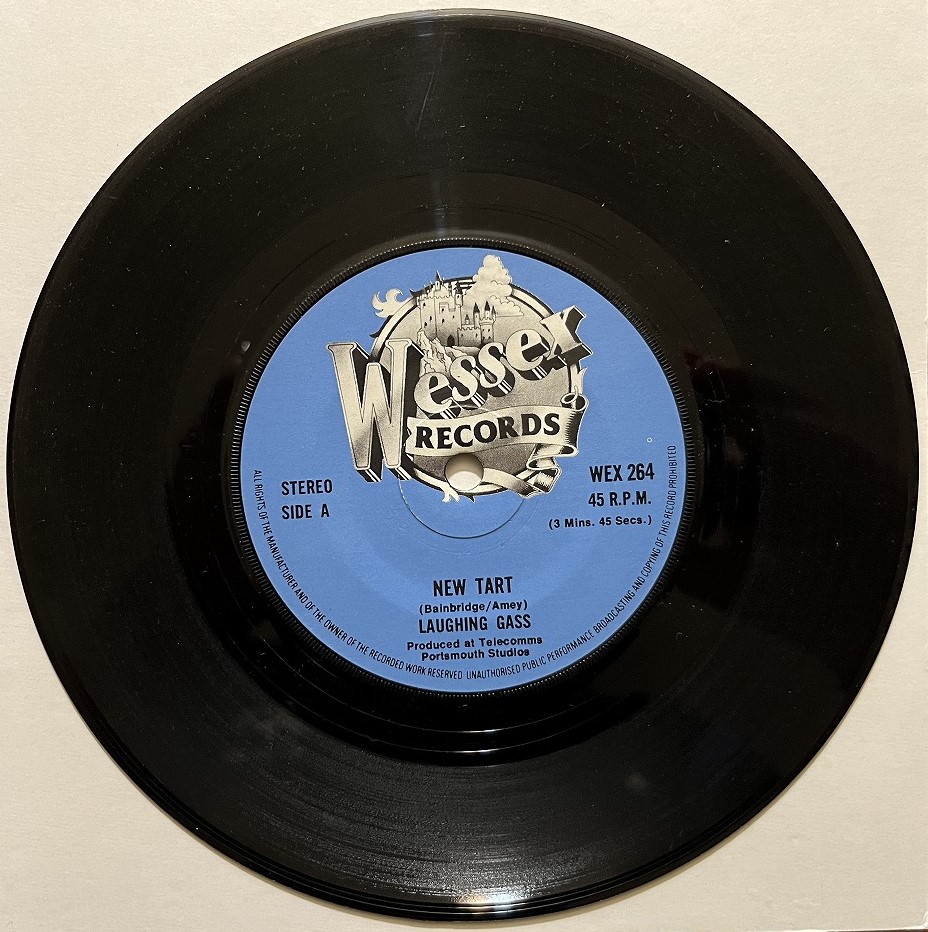 Wessex
RECORDS
STEREO
SIDE A
WEX 264
45 R.P.M.
(3 Mins. 45 Secs.)
NEW TART
(Bainbridge/Amey)
LAUGHING GASS
Produced at Telecomms
Portsmouth Studios
ALL RIGHTS OF THE MANUFACTURER AND OF THE OWNER OF THE RECORDED WORK RESERVED UNAUTHORISED PUBLIC PERFORMANCE BROADCASTING AND COPYING OF THIS RECORD PROHIBITED